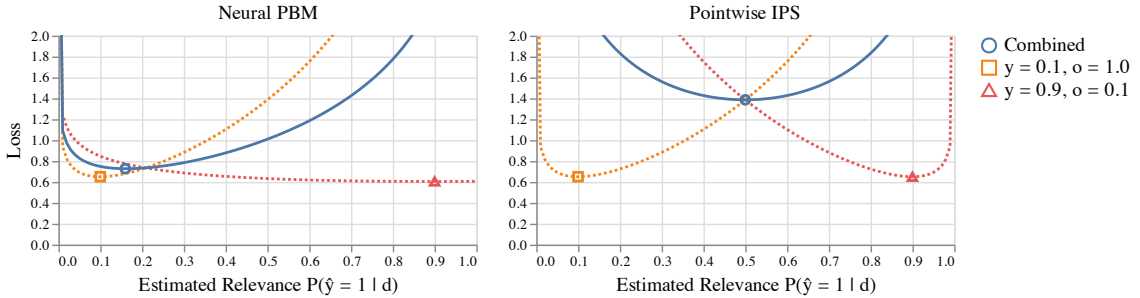 Neural PBM
Pointwise IPS
2.0
1.8
1.6
1.4
1.2
1.0
0.8
0.6
0.4
0.2
0.0
Loss
0.0 0.1 0.2 0.3 0.4 0.5 0.6 0.7 0.8 0.9 1.0
Estimated Relevance P(ŷ = 1 | d)
2.0
1.8
1.6
1.4
1.2
1.0
0.8
0.6
0.4
0.2
0.0
0.0 0.1 0.2 0.3 0.4 0.5 0.6 0.7 0.8 0.9 1.0
Estimated Relevance P(ŷ = 1 | d)
Combined
y = 0.1, o = 1.0
y = 0.9, o = 0.1